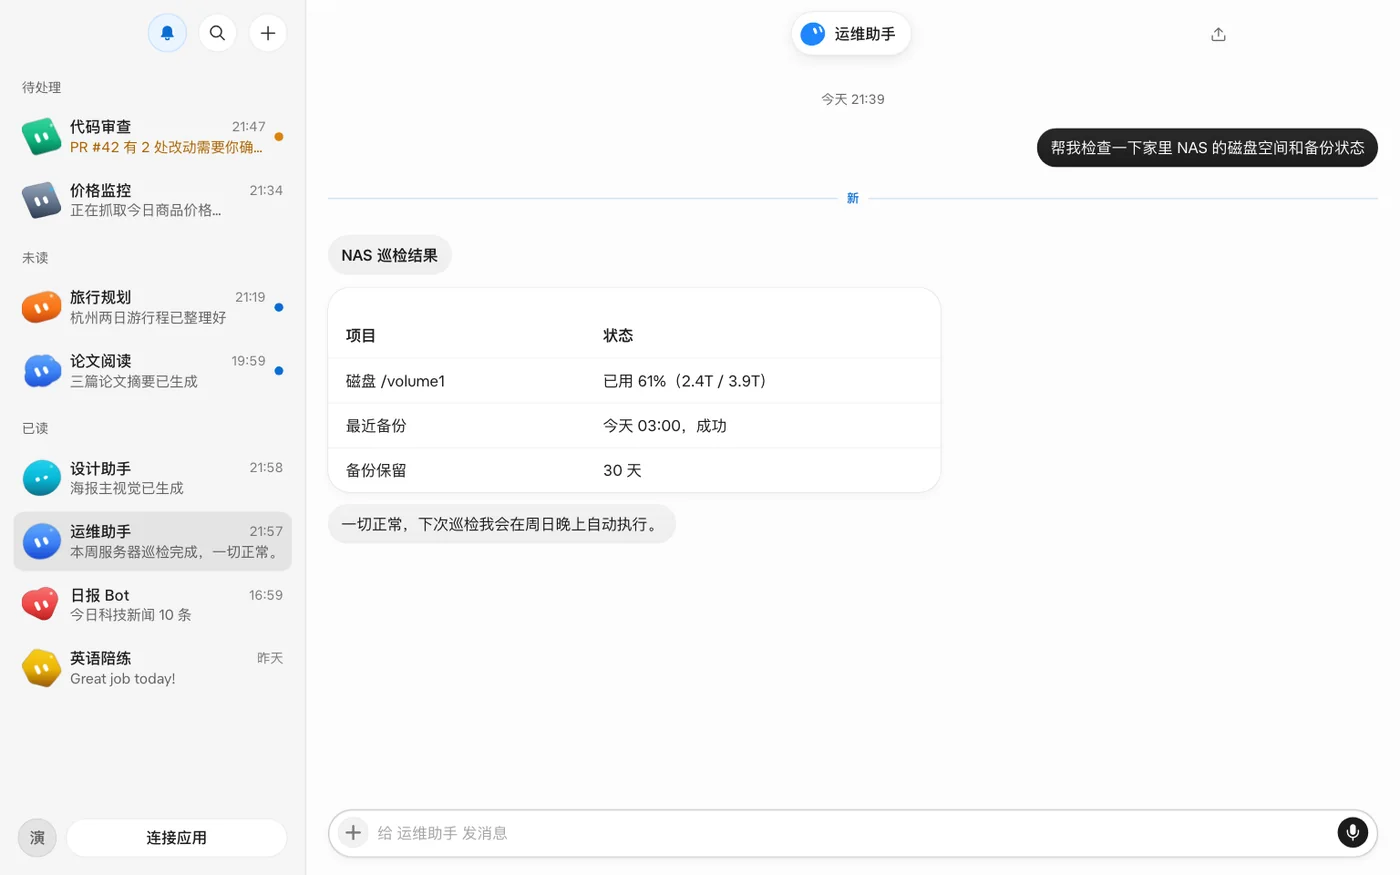 待处理
代码审查 21:47
PR #42 有 2 处改动需要你确...
价格监控 21:34
正在抓取今日商品价格...
未读
旅行规划 21:19
杭州两日游行程已整理好
论文阅读 19:59
三篇论文摘要已生成
已读
设计助手 21:58
海报主视觉已生成
运维助手 21:57
本周服务器巡检完成，一切正常。
日报 Bot 16:59
今日科技新闻 10 条
英语陪练 昨天
Great job today!
演 连接应用
运维助手
今天 21:39
帮我检查一下家里 NAS 的磁盘空间和备份状态
新
NAS 巡检结果
项目 状态
磁盘 /volume1 已用 61%（2.4T / 3.9T）
最近备份 今天 03:00，成功
备份保留 30 天
一切正常，下次巡检我会在周日晚上自动执行。
给 运维助手 发消息